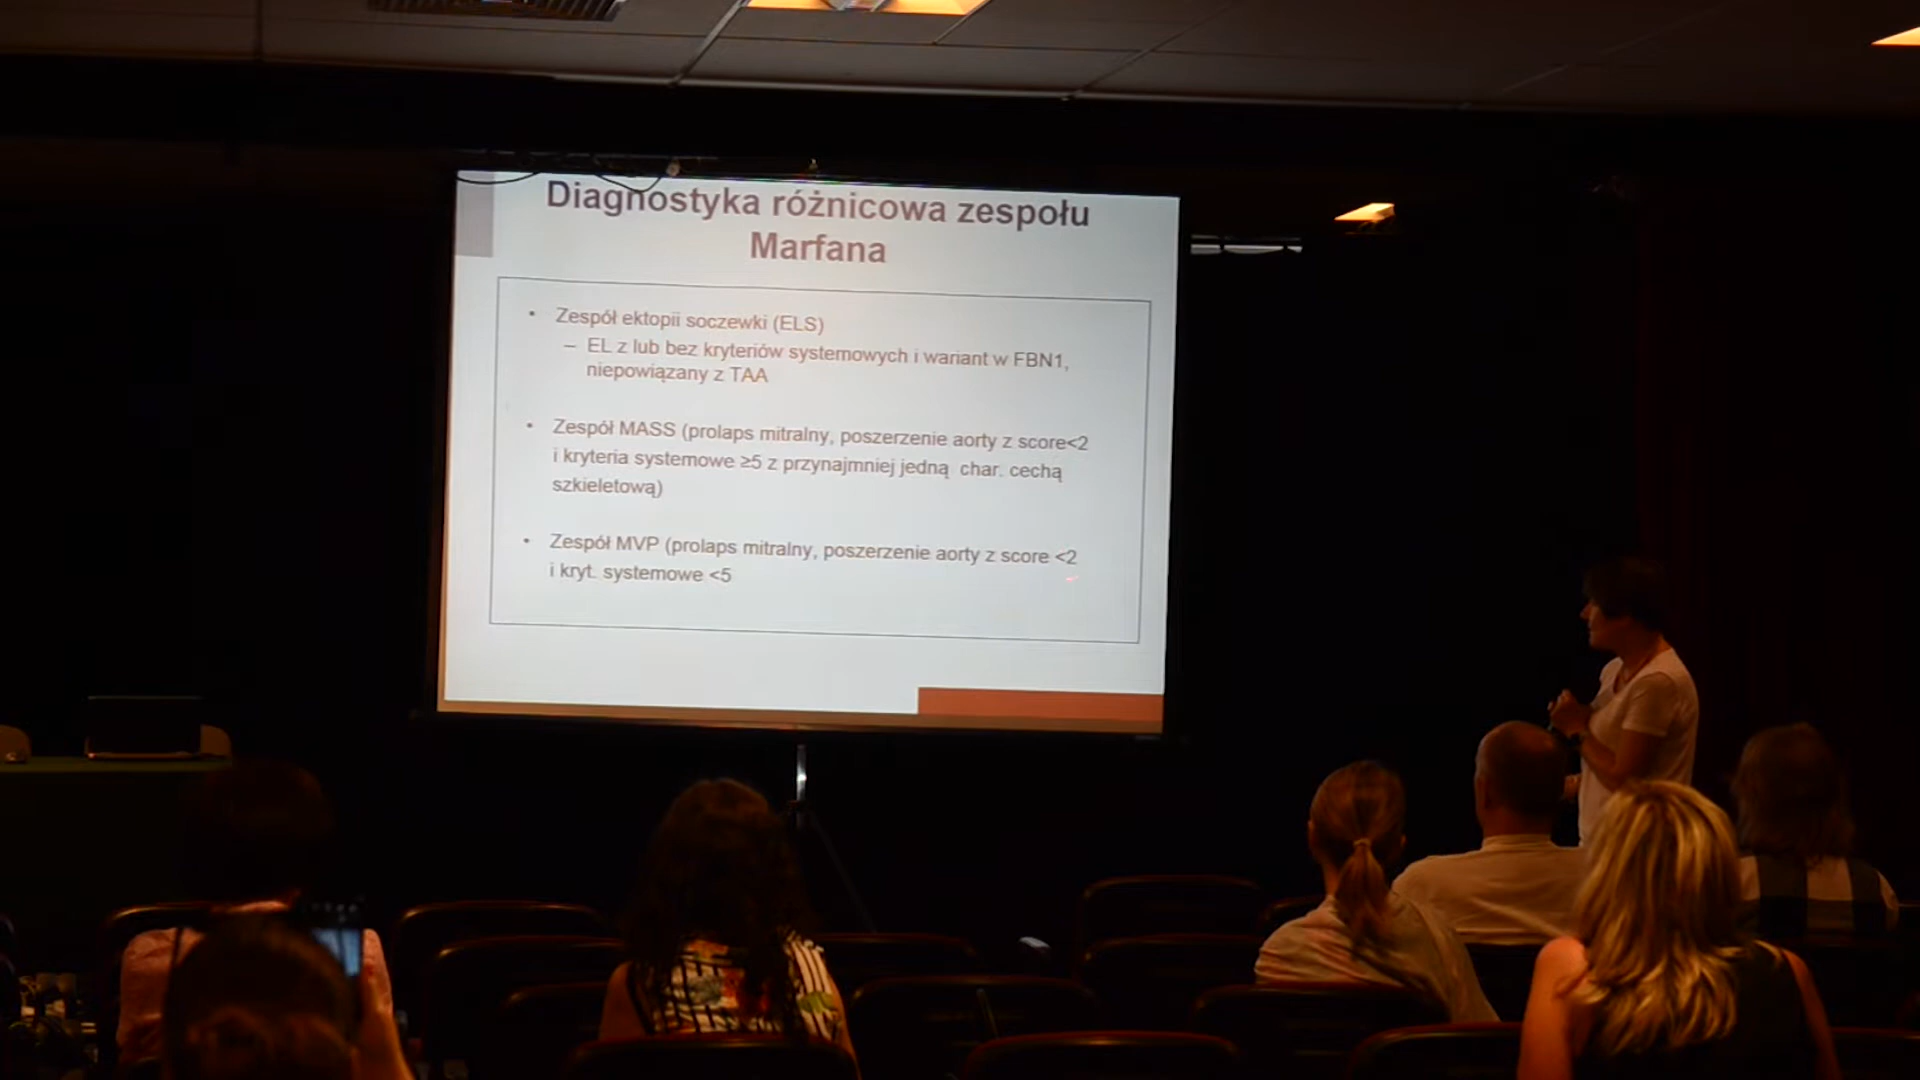 Diagnostyka różnicowa zespołu
Marfana
• Zespół ektopii soczewki (ELS)
– EL z lub bez kryteriów systemowych i wariant w FBN1,
niepowiązany z TAA
• Zespół MASS (prolaps mitralny, poszerzenie aorty z score<2
i kryteria systemowe ≥5 z przynajmniej jedną char. cechą
szkieletową)
• Zespół MVP (prolaps mitralny, poszerzenie aorty z score <2
i kryt. systemowe <5